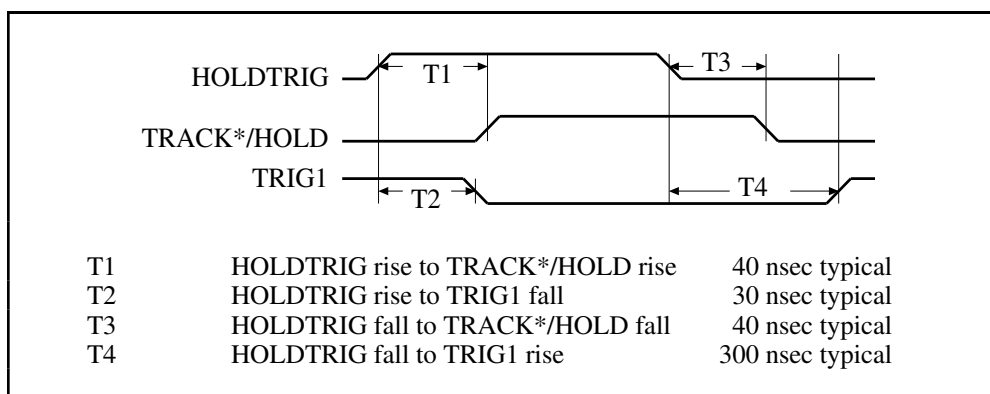 HOLDTRIG
T1
T3
TRACK*/HOLD
TRIG1
T2
T4
T1 HOLDTRIG rise to TRACK*/HOLD rise 40 nsec typical
T2 HOLDTRIG rise to TRIG1 fall 30 nsec typical
T3 HOLDTRIG fall to TRACK*/HOLD fall 40 nsec typical
T4 HOLDTRIG fall to TRIG1 rise 300 nsec typical